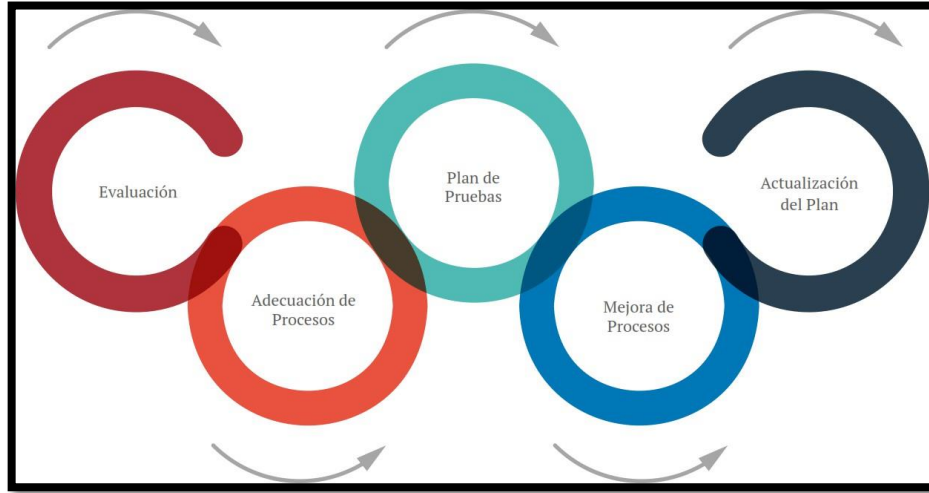 Evaluación
Adecuación de
Procesos
Plan de
Pruebas
Mejora de
Procesos
Actualización
del Plan